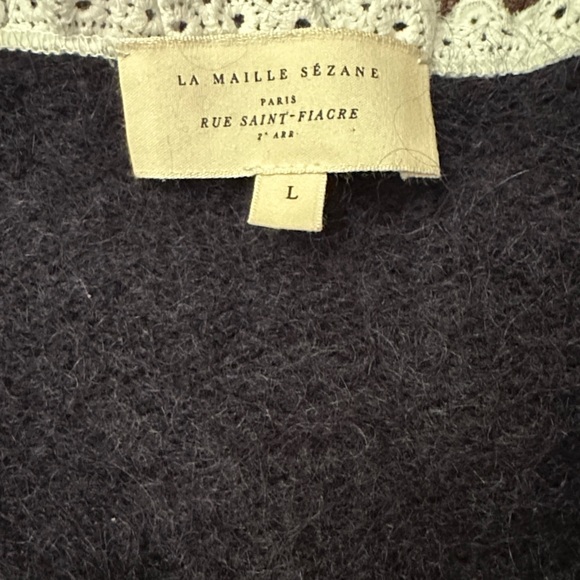 LA MAILLE SÉZANE
PARIS
RUE SAINT-FIACRE
2e ARR
L